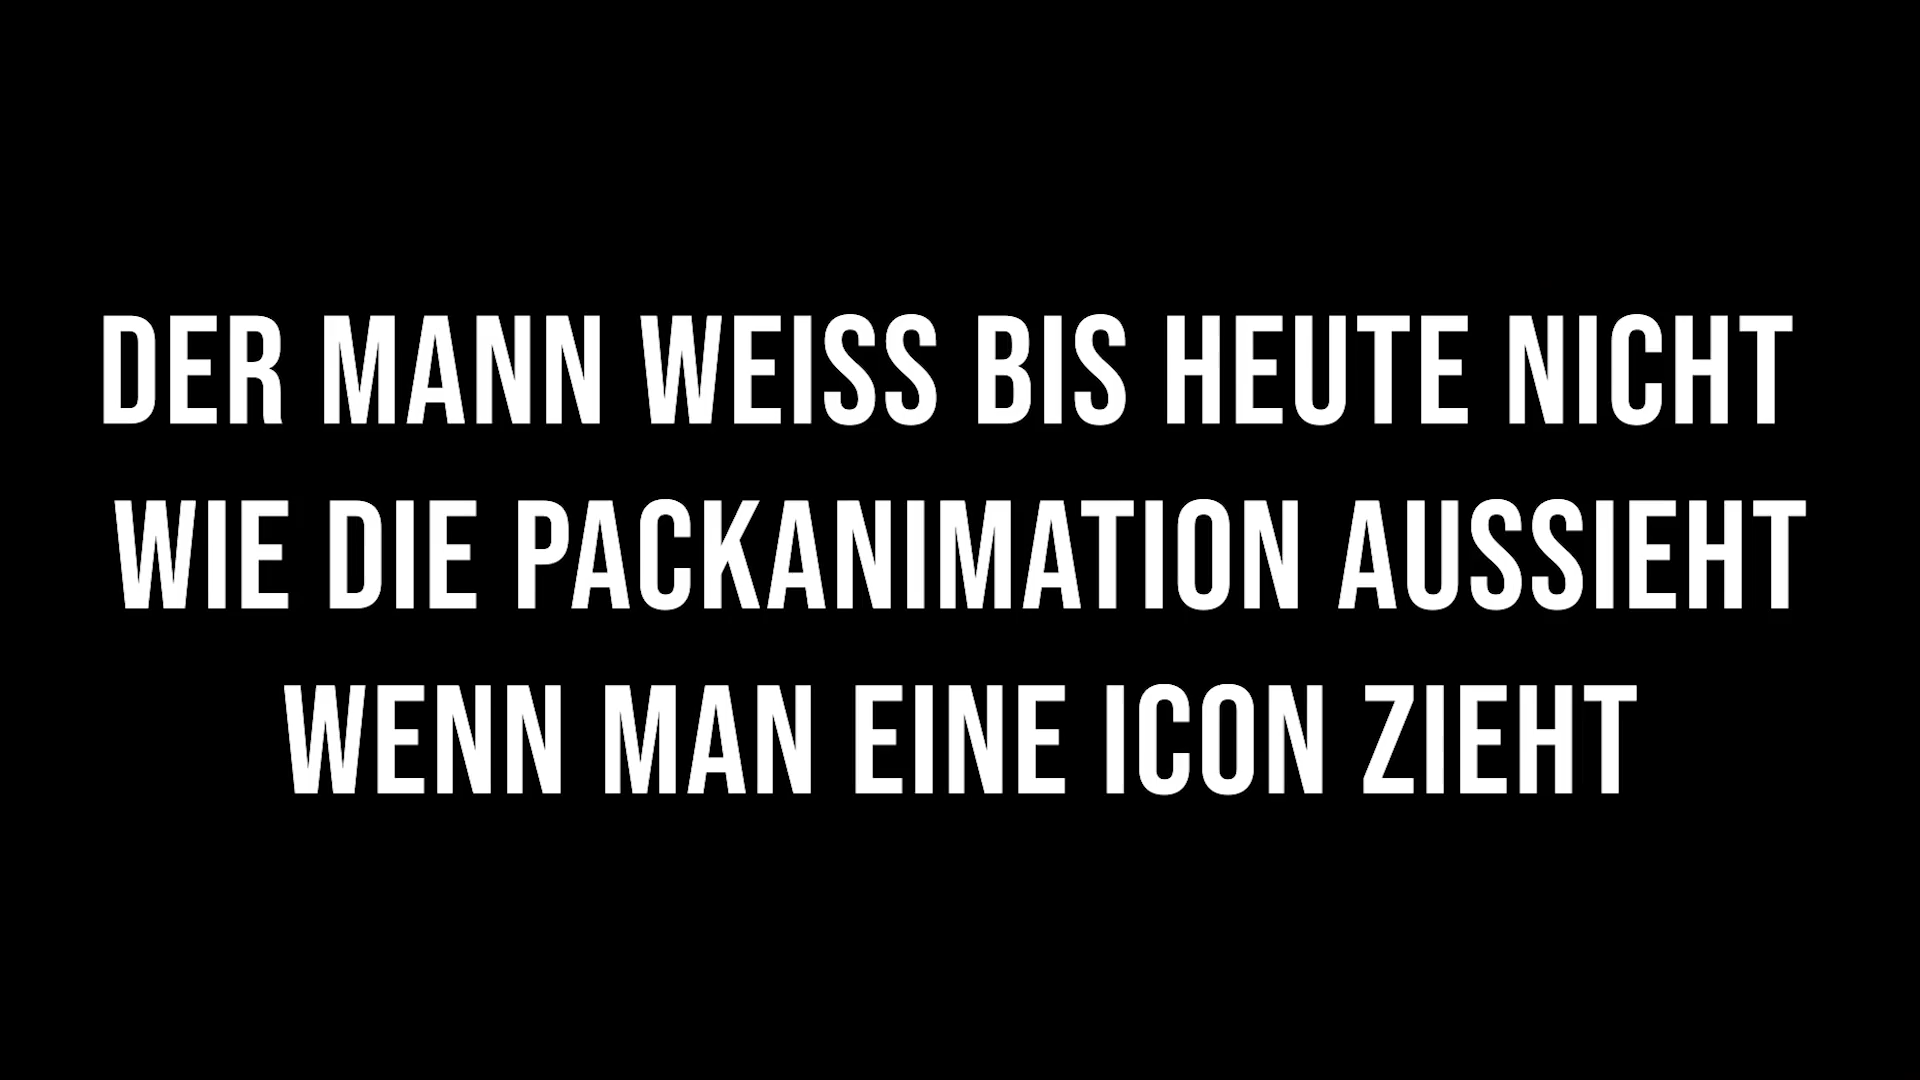 DER MANN WEISS BIS HEUTE NICHT
WIE DIE PACKANIMATION AUSSIEHT
WENN MAN EINE ICON ZIEHT